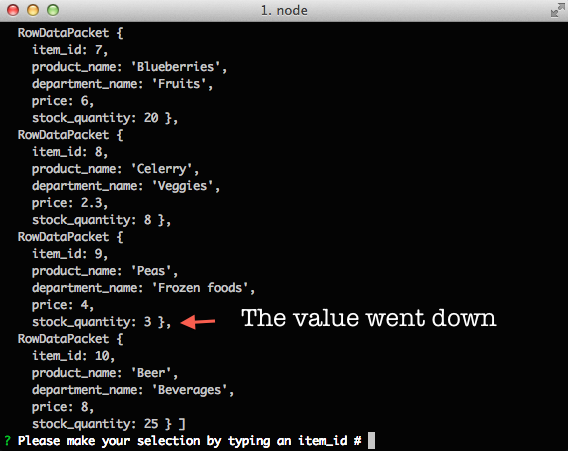 1. node
RowDataPacket {
item_id: 7,
product_name: 'Blueberries',
department_name: 'Fruits',
price: 6,
stock_quantity: 20 },
RowDataPacket {
item_id: 8,
product_name: 'Celerry',
department_name: 'Veggies',
price: 2.3,
stock_quantity: 8 },
RowDataPacket {
item_id: 9,
product_name: 'Peas',
department_name: 'Frozen foods',
price: 4,
stock_quantity: 3 }, The value went down
RowDataPacket {
item_id: 10,
product_name: 'Beer',
department_name: 'Beverages',
price: 8,
stock_quantity: 25 } ]
? Please make your selection by typing an item_id #